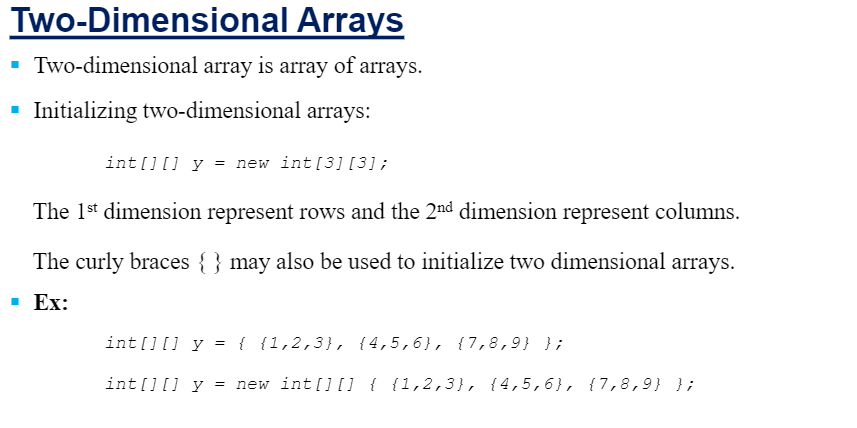 Two-Dimensional Arrays
▪ Two-dimensional array is array of arrays.
▪ Initializing two-dimensional arrays:
int[][] y = new int[3][3];
The 1st dimension represent rows and the 2nd dimension represent columns.
The curly braces { } may also be used to initialize two dimensional arrays.
▪ Ex:
int[][] y = { {1,2,3}, {4,5,6}, {7,8,9} };
int[][] y = new int[][] { {1,2,3}, {4,5,6}, {7,8,9} };